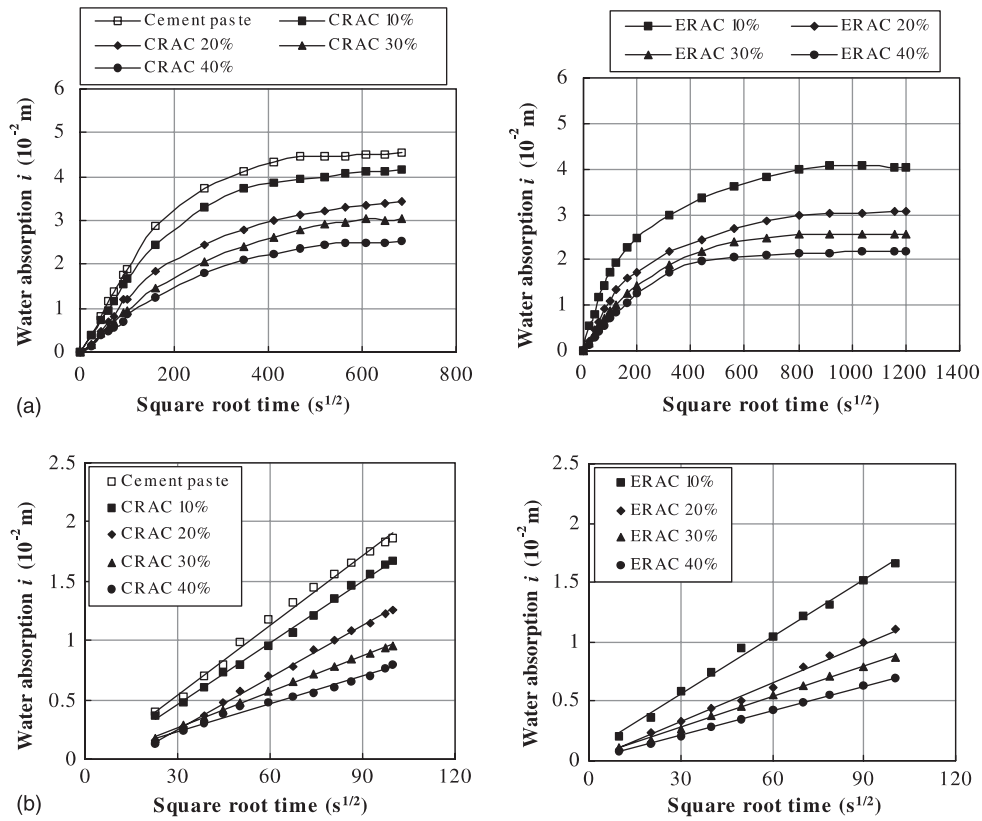 Cement paste CRAC 10%
CRAC 20% CRAC 30%
CRAC 40%
6
5
4
3
2
1
0
0 200 400 600 800
Water absorption i (10⁻² m)
Square root time (s¹/²)
(a)
ERAC 10% ERAC 20%
ERAC 30% ERAC 40%
6
5
4
3
2
1
0
0 200 400 600 800 1000 1200 1400
Water absorption i (10⁻² m)
Square root time (s¹/²)
2.5
2
1.5
1
0.5
0
0 30 60 90 120
Cement paste
CRAC 10%
CRAC 20%
CRAC 30%
CRAC 40%
Water absorption i (10⁻² m)
Square root time (s¹/²)
(b)
2.5
2
1.5
1
0.5
0
0 30 60 90 120
ERAC 10%
ERAC 20%
ERAC 30%
ERAC 40%
Water absorption i (10⁻² m)
Square root time (s¹/²)